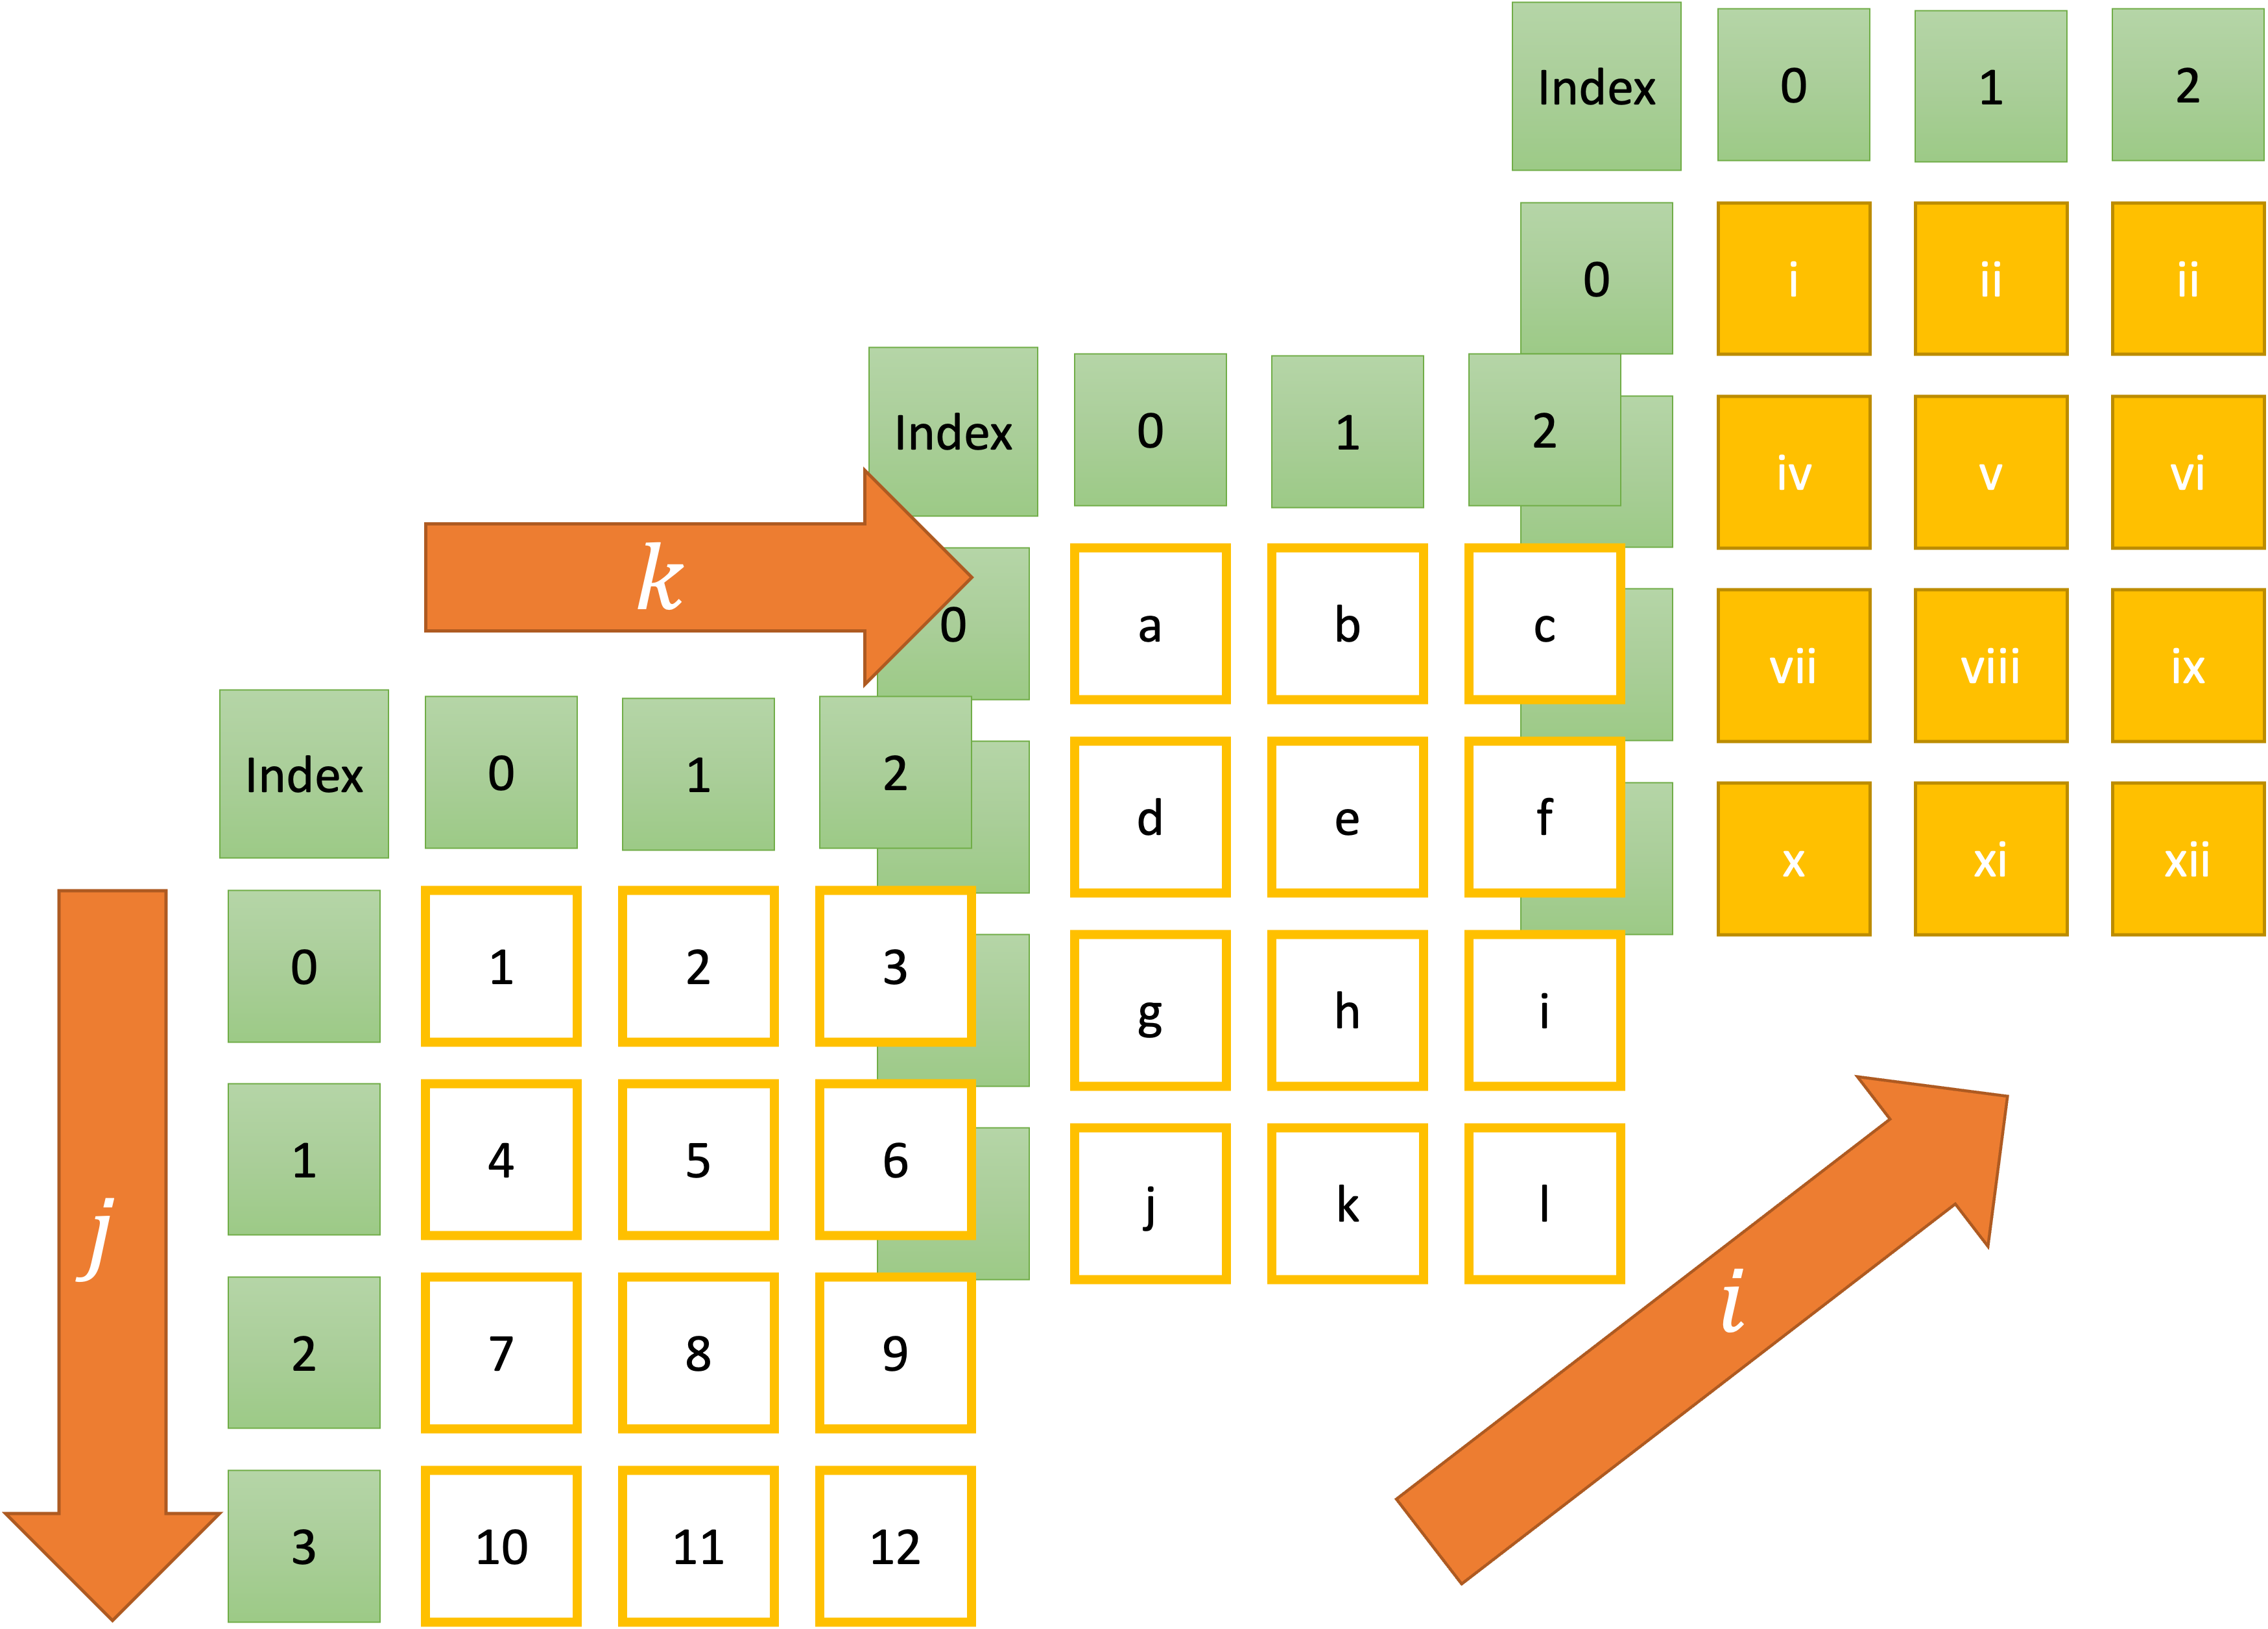 Index 0 1 2
0 i ii ii
iv v vi
vii viii ix
x xi xii
Index 0 1 2
0 a b c
d e f
g h i
j k l
k
Index 0 1 2
0 1 2 3
1 4 5 6
2 7 8 9
3 10 11 12
j
i